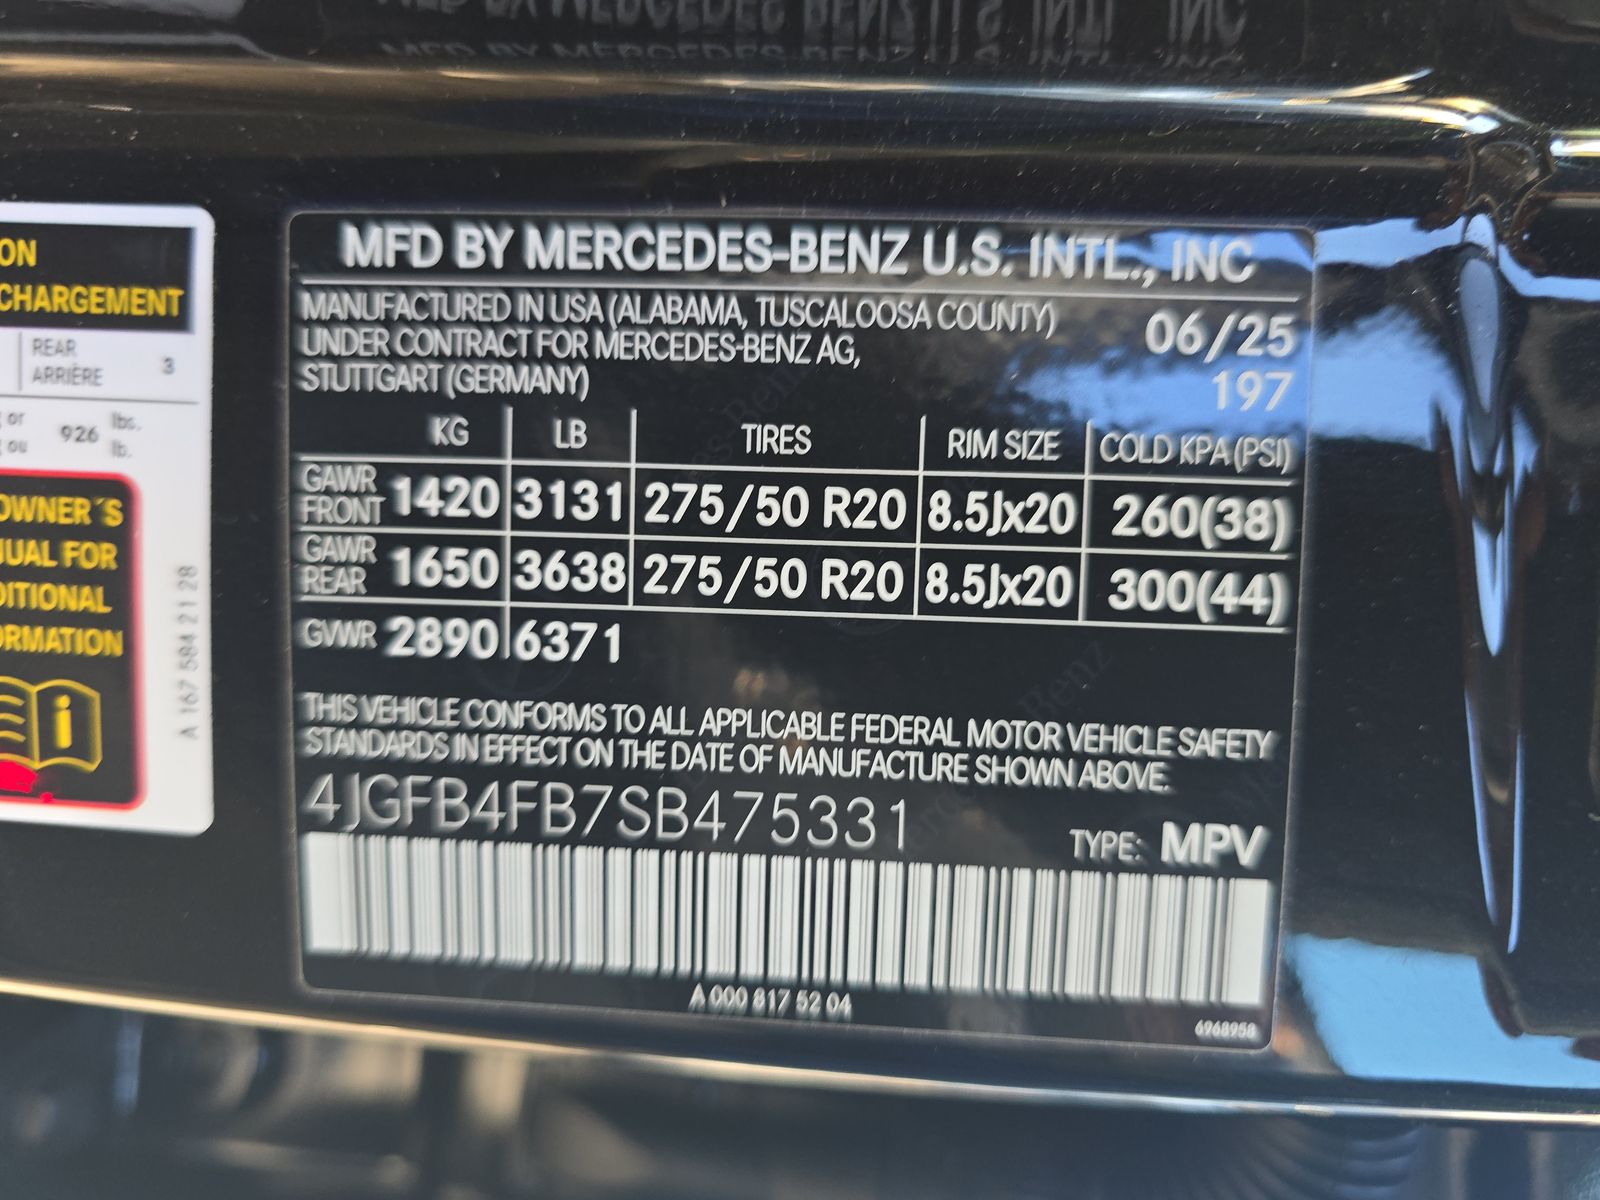 MFD BY MERCEDES-BENZ U.S. INTL., INC
MANUFACTURED IN USA (ALABAMA, TUSCALOOSA COUNTY)
UNDER CONTRACT FOR MERCEDES-BENZ AG,
STUTTGART (GERMANY)
06/25
197
KG LB TIRES RIM SIZE COLD KPA (PSI)
GAWR FRONT 1420 3131 275/50 R20 8.5Jx20 260(38)
GAWR REAR 1650 3638 275/50 R20 8.5Jx20 300(44)
GVWR 2890 6371
THIS VEHICLE CONFORMS TO ALL APPLICABLE FEDERAL MOTOR VEHICLE SAFETY
STANDARDS IN EFFECT ON THE DATE OF MANUFACTURE SHOWN ABOVE.
4JGFB4FB7SB475331
TYPE: MPV
A 000 817 52 04
6968958
ON
CHARGEMENT
REAR 3
ARRIÈRE
or 926 lbs.
ou lb.
OWNER´S
UAL FOR
DITIONAL
ORMATION
A 167 584 21 28